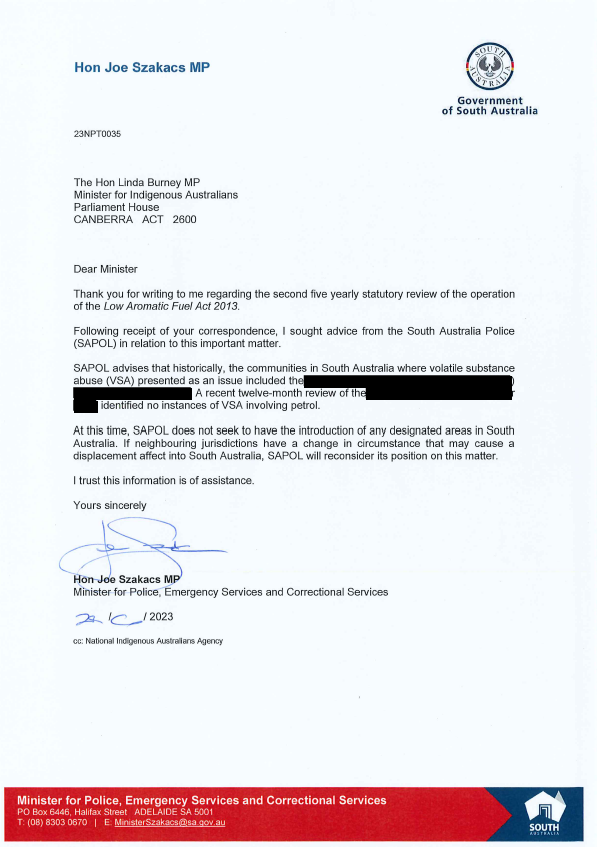 Hon Joe Szakacs MP
SOUTH AUSTRALIA
Government
of South Australia
23NPT0035
The Hon Linda Burney MP
Minister for Indigenous Australians
Parliament House
CANBERRA ACT 2600
Dear Minister
Thank you for writing to me regarding the second five yearly statutory review of the operation
of the Low Aromatic Fuel Act 2013.
Following receipt of your correspondence, I sought advice from the South Australia Police
(SAPOL) in relation to this important matter.
SAPOL advises that historically, the communities in South Australia where volatile substance
abuse (VSA) presented as an issue included the )
. A recent twelve-month review of the r
identified no instances of VSA involving petrol.
At this time, SAPOL does not seek to have the introduction of any designated areas in South
Australia. If neighbouring jurisdictions have a change in circumstance that may cause a
displacement affect into South Australia, SAPOL will reconsider its position on this matter.
I trust this information is of assistance.
Yours sincerely
Hon Joe Szakacs MP
Minister for Police, Emergency Services and Correctional Services
/ / 2023
cc: National Indigenous Australians Agency
Minister for Police, Emergency Services and Correctional Services
PO Box 6446, Halifax Street ADELAIDE SA 5001
T: (08) 8303 0670 | E: MinisterSzakacs@sa.gov.au
SOUTH
AUSTRALIA